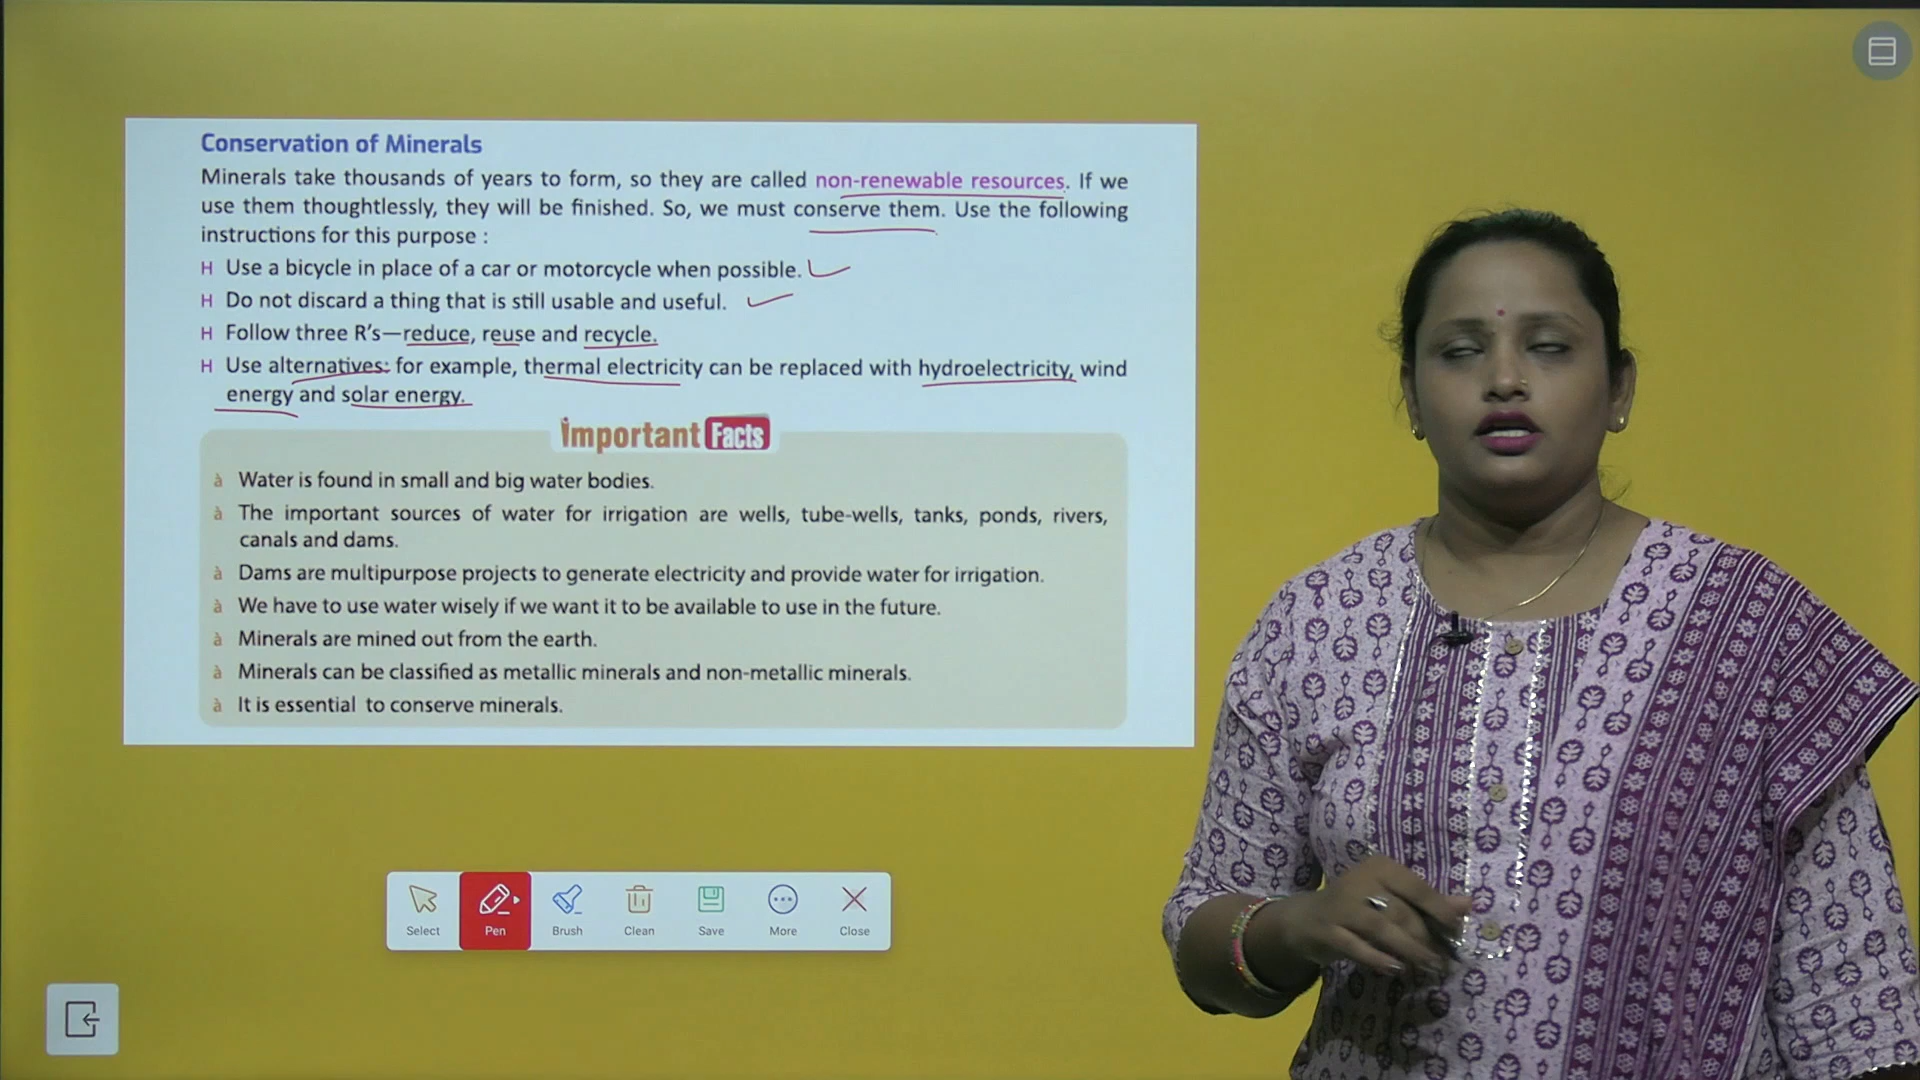 Conservation of Minerals
Minerals take thousands of years to form, so they are called non-renewable resources. If we
use them thoughtlessly, they will be finished. So, we must conserve them. Use the following
instructions for this purpose :
H Use a bicycle in place of a car or motorcycle when possible.
H Do not discard a thing that is still usable and useful.
H Follow three R's—reduce, reuse and recycle.
H Use alternatives: for example, thermal electricity can be replaced with hydroelectricity, wind
energy and solar energy.
Important Facts
à Water is found in small and big water bodies.
à The important sources of water for irrigation are wells, tube-wells, tanks, ponds, rivers,
canals and dams.
à Dams are multipurpose projects to generate electricity and provide water for irrigation.
à We have to use water wisely if we want it to be available to use in the future.
à Minerals are mined out from the earth.
à Minerals can be classified as metallic minerals and non-metallic minerals.
à It is essential to conserve minerals.
Select Pen Brush Clean Save More Close